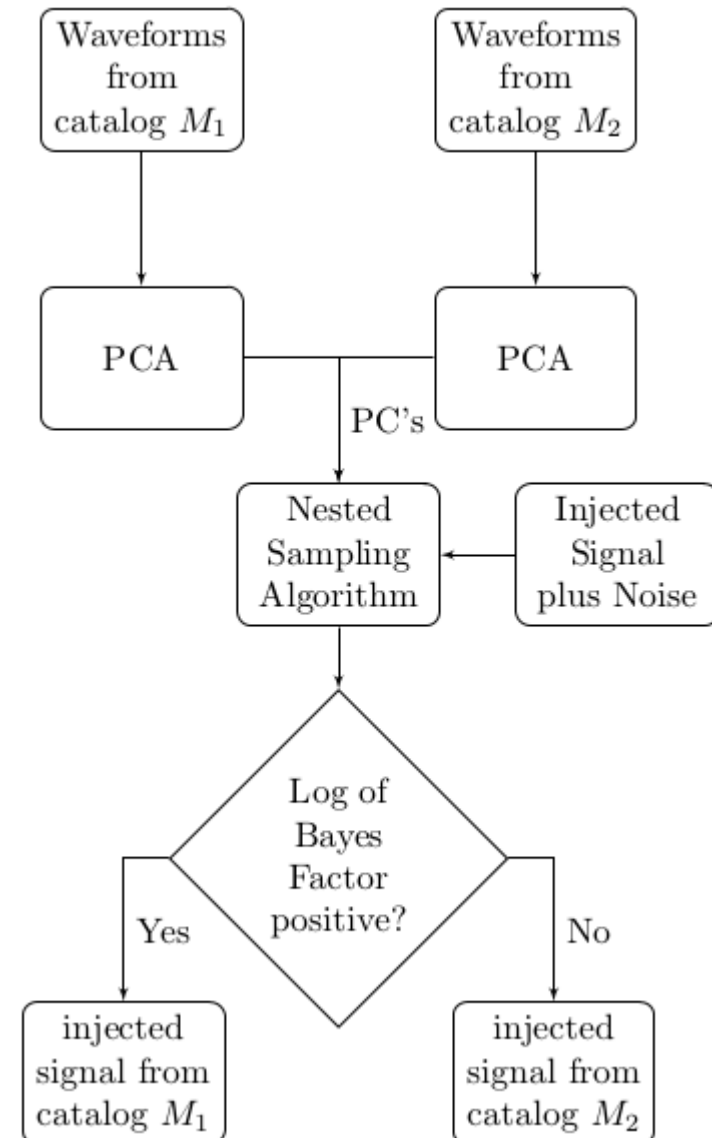 Waveforms
from
catalog M₁
Waveforms
from
catalog M₂
PCA
PCA
PC's
Nested
Sampling
Algorithm
Injected
Signal
plus Noise
Log of
Bayes
Factor
positive?
Yes
No
injected
signal from
catalog M₁
injected
signal from
catalog M₂